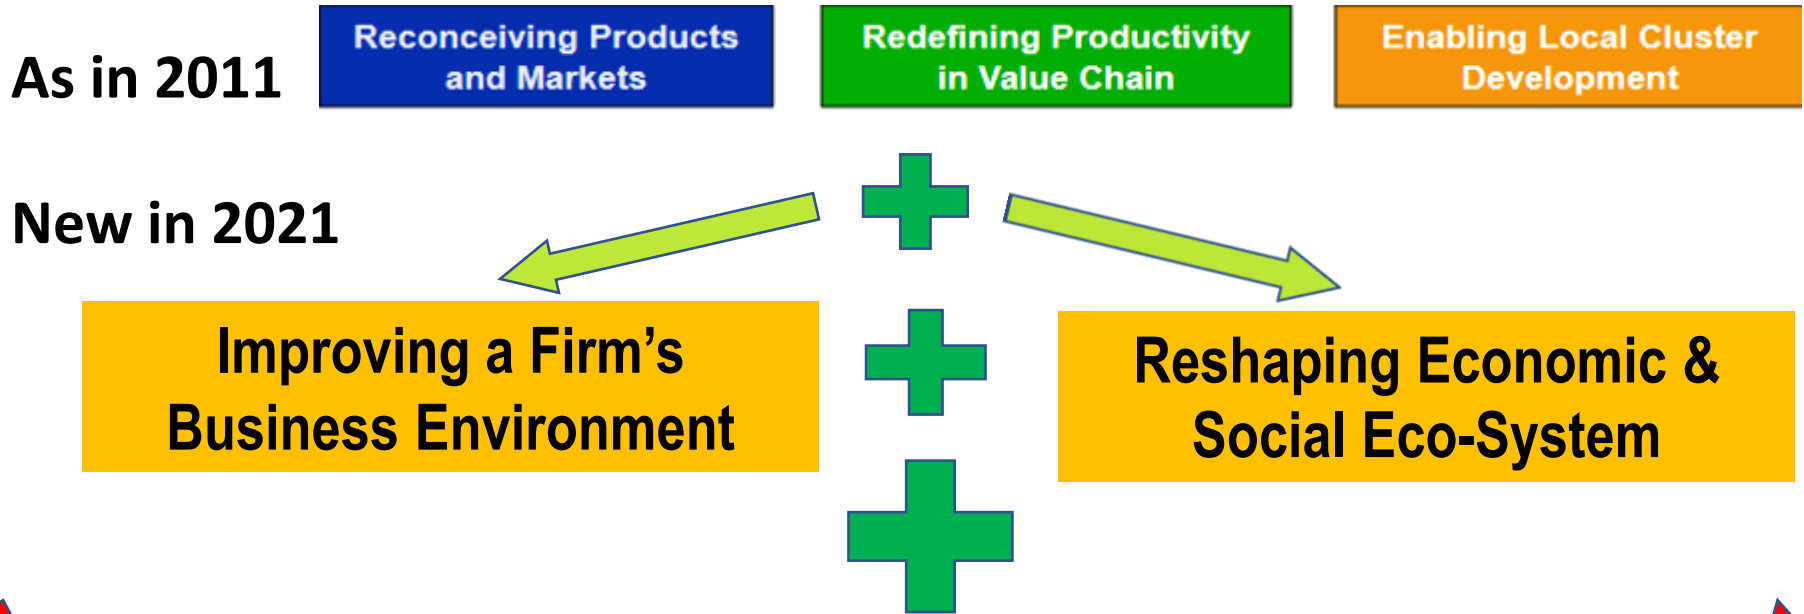 As in 2011
Reconceiving Products
and Markets
Redefining Productivity
in Value Chain
Enabling Local Cluster
Development
New in 2021
Improving a Firm’s
Business Environment
Reshaping Economic &
Social Eco-System